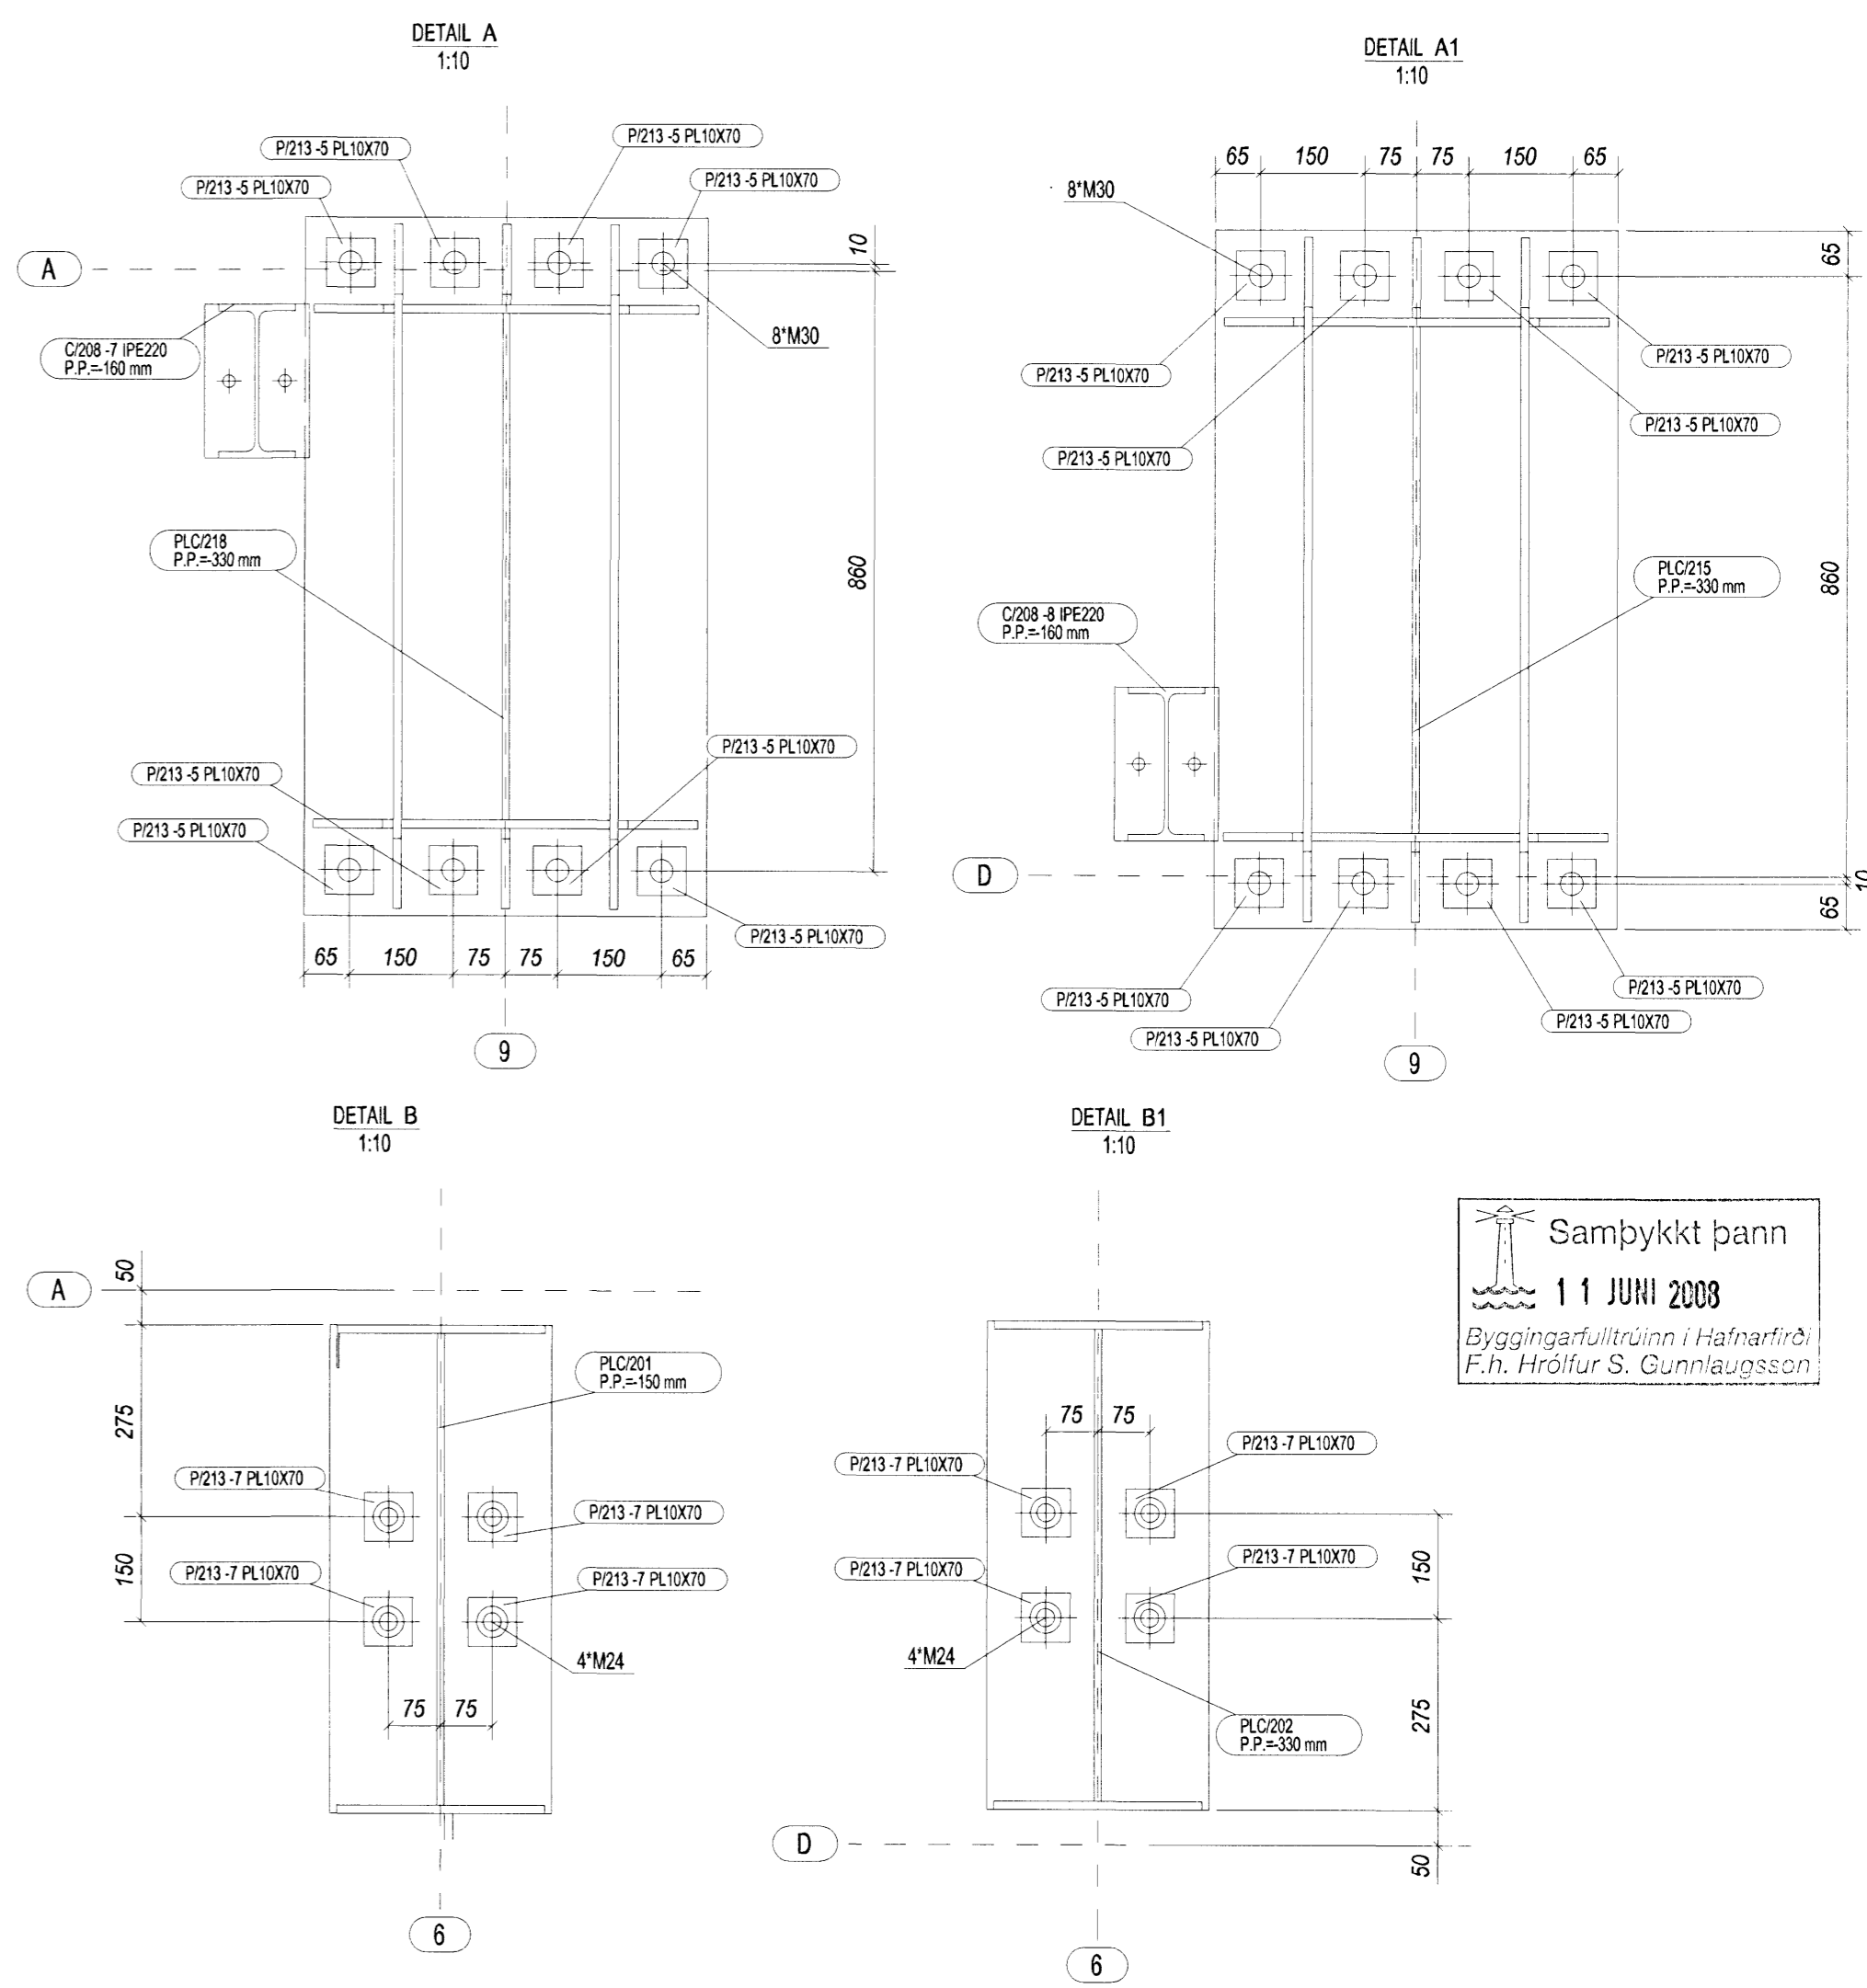 DETAIL A
1:10
P/213 -5 PL10X70
P/213 -5 PL10X70
P/213 -5 PL10X70
P/213 -5 PL10X70
A
10
8*M30
C/208 -7 IPE220
P.P.=-160 mm
PLC/218
P.P.=-330 mm
860
P/213 -5 PL10X70
P/213 -5 PL10X70
P/213 -5 PL10X70
P/213 -5 PL10X70
65 150 75 75 150 65
9
DETAIL A1
1:10
65 150 75 75 150 65
8*M30
65
P/213 -5 PL10X70
P/213 -5 PL10X70
P/213 -5 PL10X70
P/213 -5 PL10X70
PLC/215
P.P.=-330 mm
860
C/208 -8 IPE220
P.P.=-160 mm
D
10
65
P/213 -5 PL10X70
P/213 -5 PL10X70
P/213 -5 PL10X70
P/213 -5 PL10X70
9
DETAIL B
1:10
A
50
PLC/201
P.P.=-150 mm
275
P/213 -7 PL10X70
P/213 -7 PL10X70
150
P/213 -7 PL10X70
P/213 -7 PL10X70
4*M24
75 75
6
DETAIL B1
1:10
75 75
P/213 -7 PL10X70
P/213 -7 PL10X70
150
P/213 -7 PL10X70
P/213 -7 PL10X70
4*M24
275
PLC/202
P.P.=-330 mm
D
50
6
Samþykkt þann
11 JUNI 2008
Byggingarfulltrúinn í Hafnarfirði
F.h. Hrólfur S. Gunnlaugsson